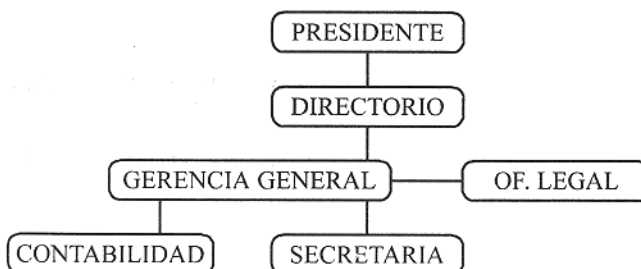 PRESIDENTE
DIRECTORIO
GERENCIA GENERAL
OF. LEGAL
CONTABILIDAD
SECRETARIA